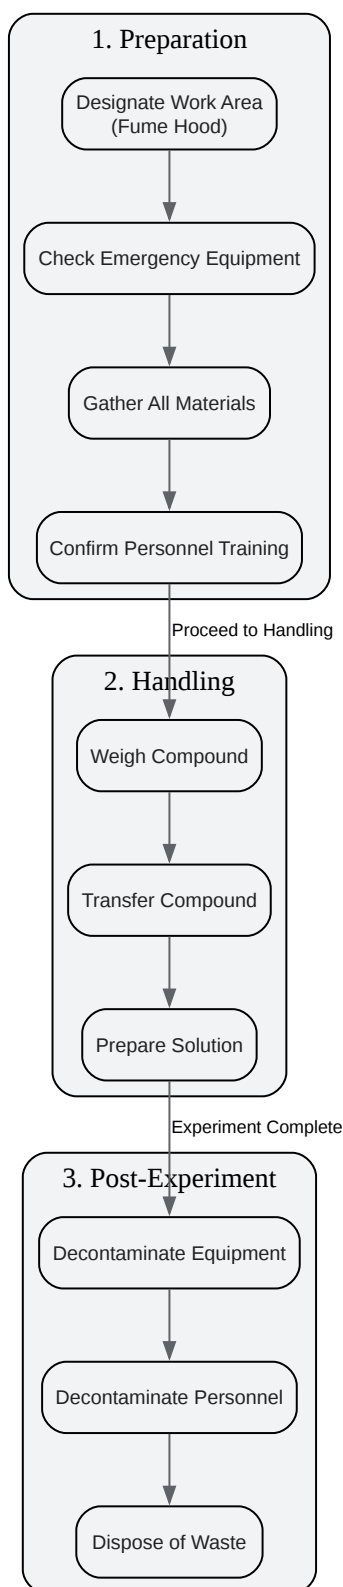 1. Preparation
Designate Work Area
(Fume Hood)
Check Emergency Equipment
Gather All Materials
Confirm Personnel Training
Proceed to Handling
2. Handling
Weigh Compound
Transfer Compound
Prepare Solution
Experiment Complete
3. Post-Experiment
Decontaminate Equipment
Decontaminate Personnel
Dispose of Waste